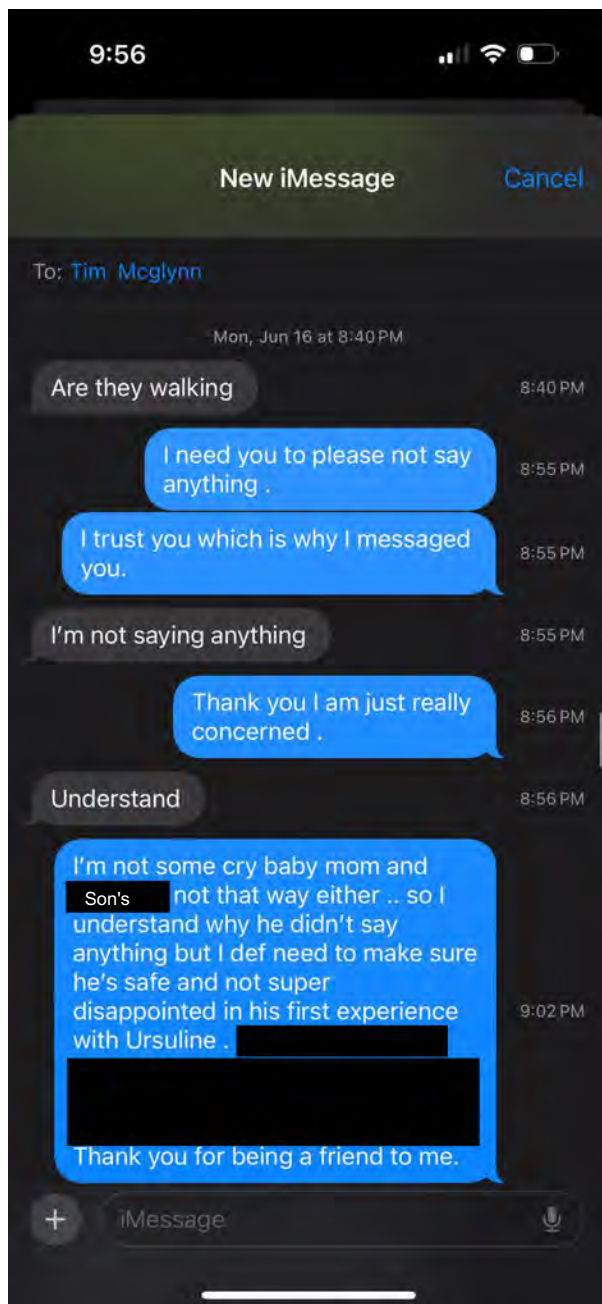 9:56
New iMessage
Cancel
To: Tim Mcglynn
Mon, Jun 16 at 8:40 PM
Are they walking
8:40 PM
I need you to please not say
anything .
8:55 PM
I trust you which is why I messaged
you.
8:55 PM
I'm not saying anything
8:55 PM
Thank you I am just really
concerned .
8:56 PM
Understand
8:56 PM
I'm not some cry baby mom and
Son's not that way either .. so I
understand why he didn't say
anything but I def need to make sure
he's safe and not super
disappointed in his first experience
with Ursuline .
Thank you for being a friend to me.
9:02 PM
iMessage